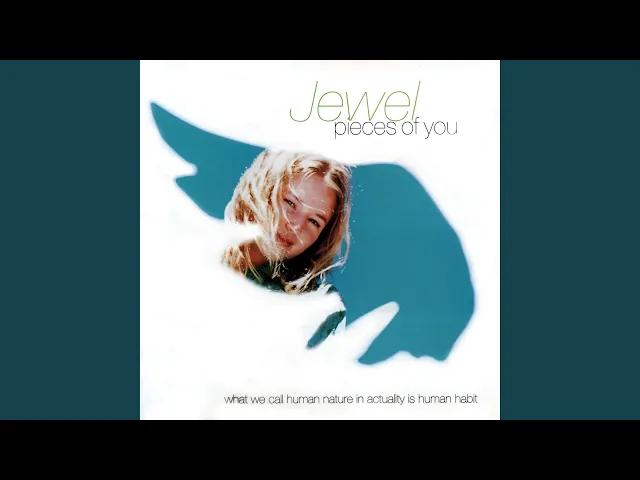 Jewel
pieces of you
what we call human nature in actuality is human habit